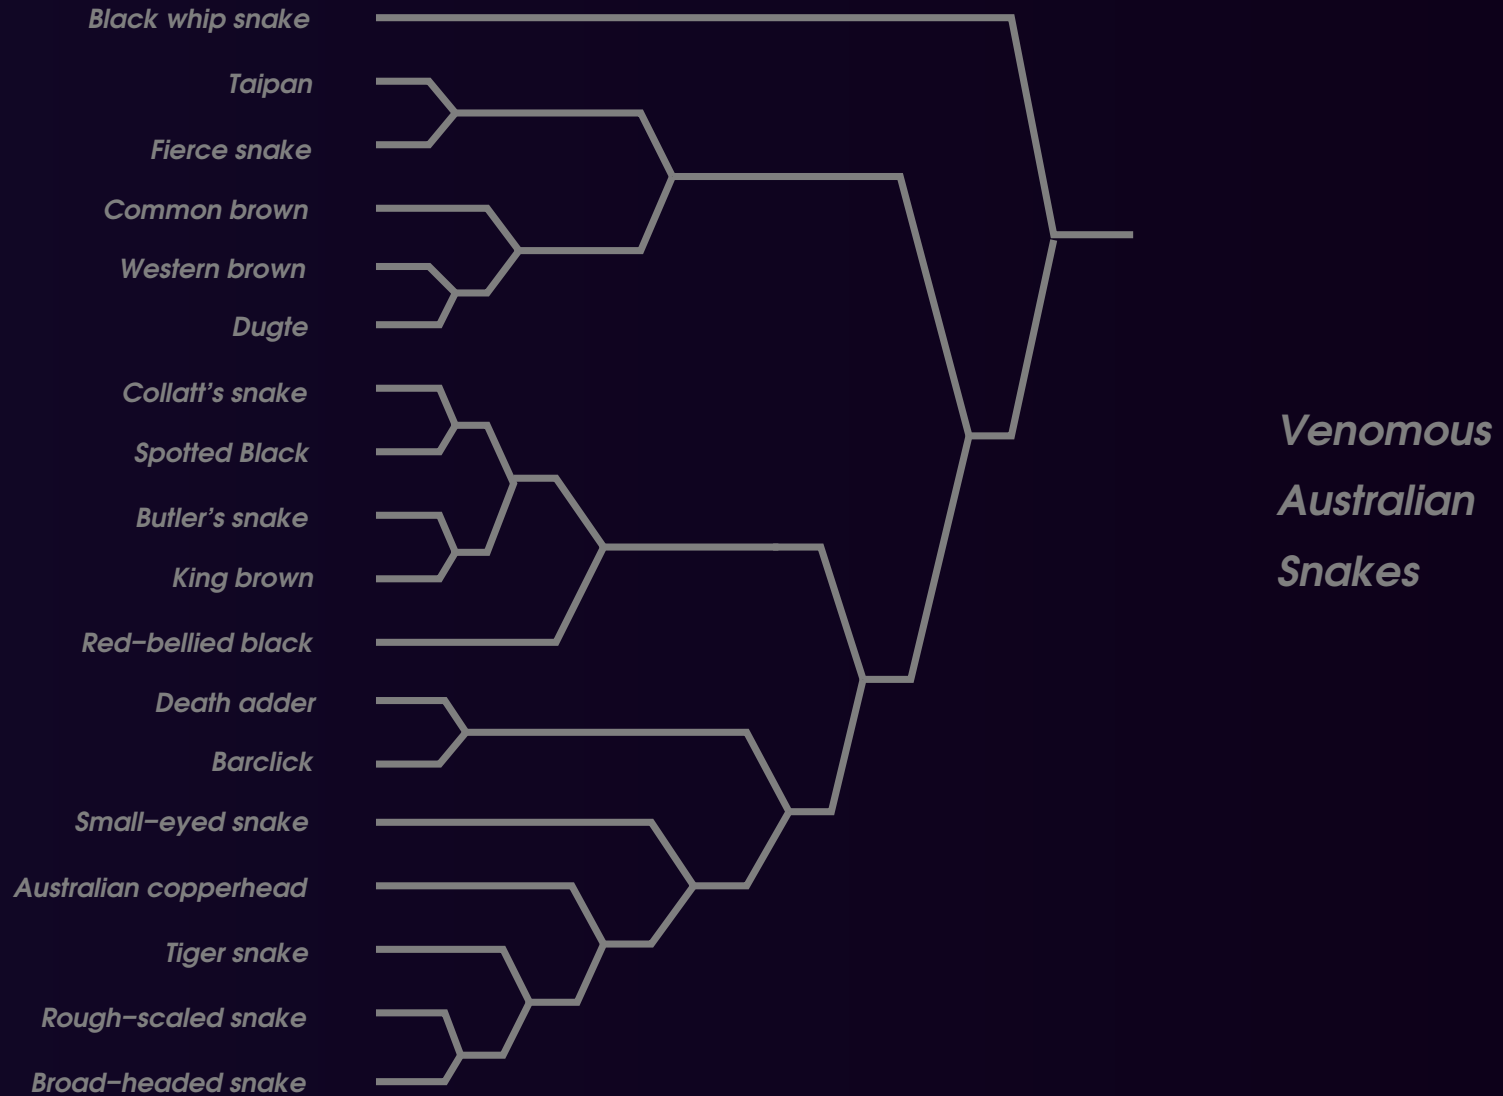 Black whip snake
Taipan
Fierce snake
Common brown
Western brown
Dugte
Collatt's snake
Spotted Black
Butler's snake
King brown
Red-bellied black
Death adder
Barclick
Small-eyed snake
Australian copperhead
Tiger snake
Rough-scaled snake
Broad-headed snake
Venomous
Australian
Snakes